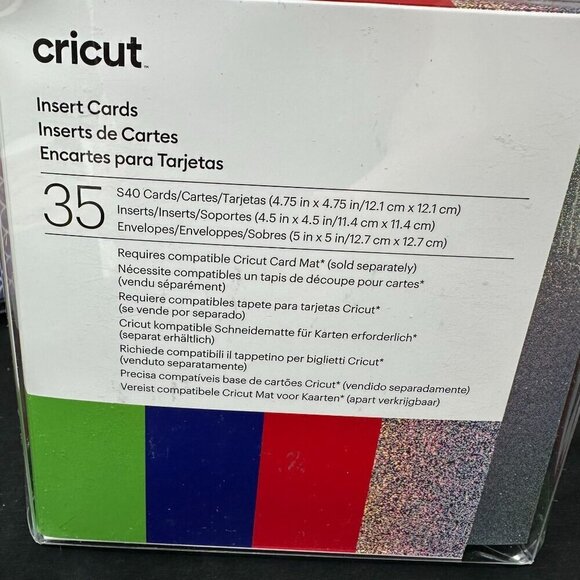 cricut™
Insert Cards
Inserts de Cartes
Encartes para Tarjetas
35
S40 Cards/Cartes/Tarjetas (4.75 in x 4.75 in/12.1 cm x 12.1 cm)
Inserts/Inserts/Soportes (4.5 in x 4.5 in/11.4 cm x 11.4 cm)
Envelopes/Enveloppes/Sobres (5 in x 5 in/12.7 cm x 12.7 cm)
Requires compatible Cricut Card Mat* (sold separately)
Nécessite compatibles un tapis de découpe pour cartes*
(vendu séparément)
Requiere compatibles tapete para tarjetas Cricut*
(se vende por separado)
Cricut kompatible Schneidematte für Karten erforderlich*
(separat erhältlich)
Richiede compatibili il tappetino per biglietti Cricut*
(venduto separatamente)
Precisa compatíveis base de cartões Cricut* (vendido separadamente)
Vereist compatibele Cricut Mat voor Kaarten* (apart verkrijgbaar)